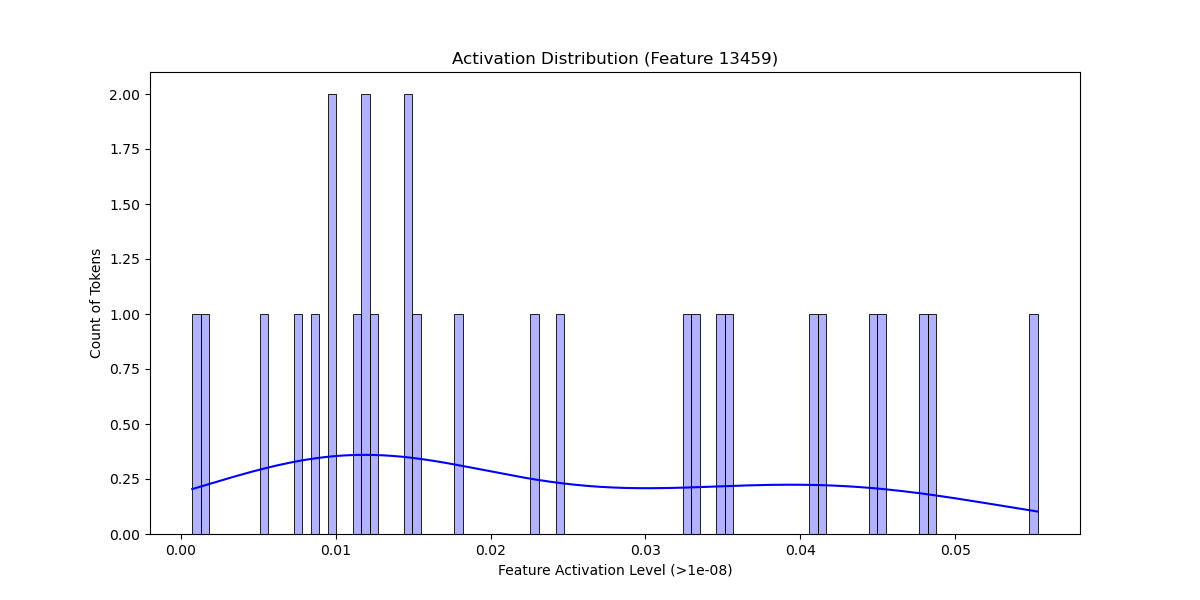 Activation Distribution (Feature 13459)
2.00
1.75
1.50
1.25
1.00
0.75
0.50
0.25
0.00
Count of Tokens
0.00 0.01 0.02 0.03 0.04 0.05
Feature Activation Level (>1e-08)